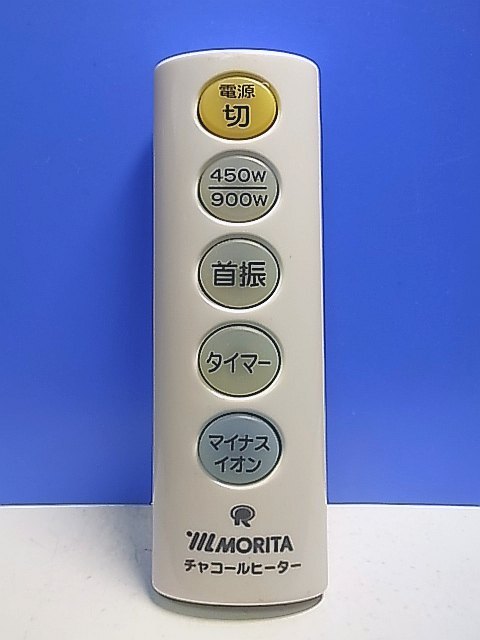 電源
切
450W
900W
首振
タイマー
マイナス
イオン
R
MORITA
チャコールヒーター